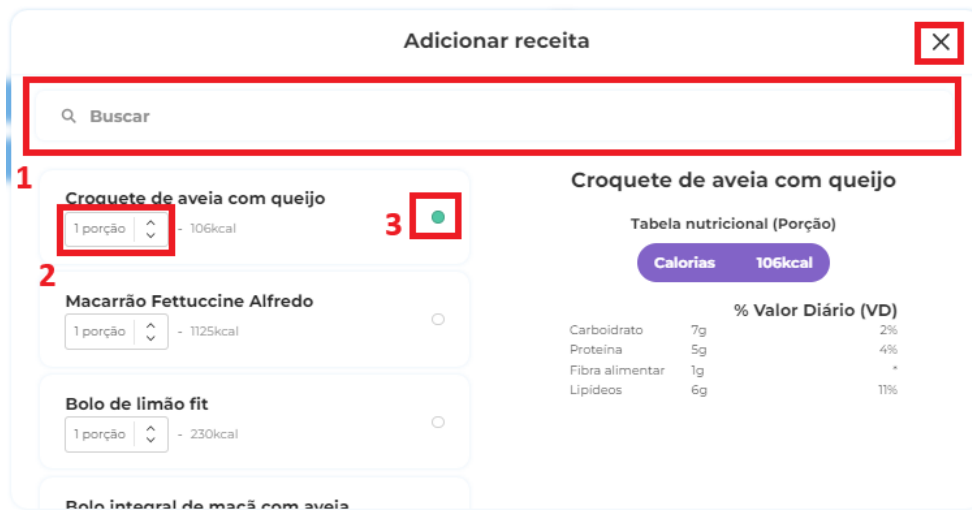 Adicionar receita
Buscar
1
Croquete de aveia com queijo
1 porção - 106kcal
3
2
Macarrão Fettuccine Alfredo
1 porção - 1125kcal
Bolo de limão fit
1 porção - 230kcal
Bolo integral de maçã com aveia
Croquete de aveia com queijo
Tabela nutricional (Porção)
Calorias 106kcal
% Valor Diário (VD)
Carboidrato 7g 2%
Proteína 5g 4%
Fibra alimentar 1g *
Lipídeos 6g 11%